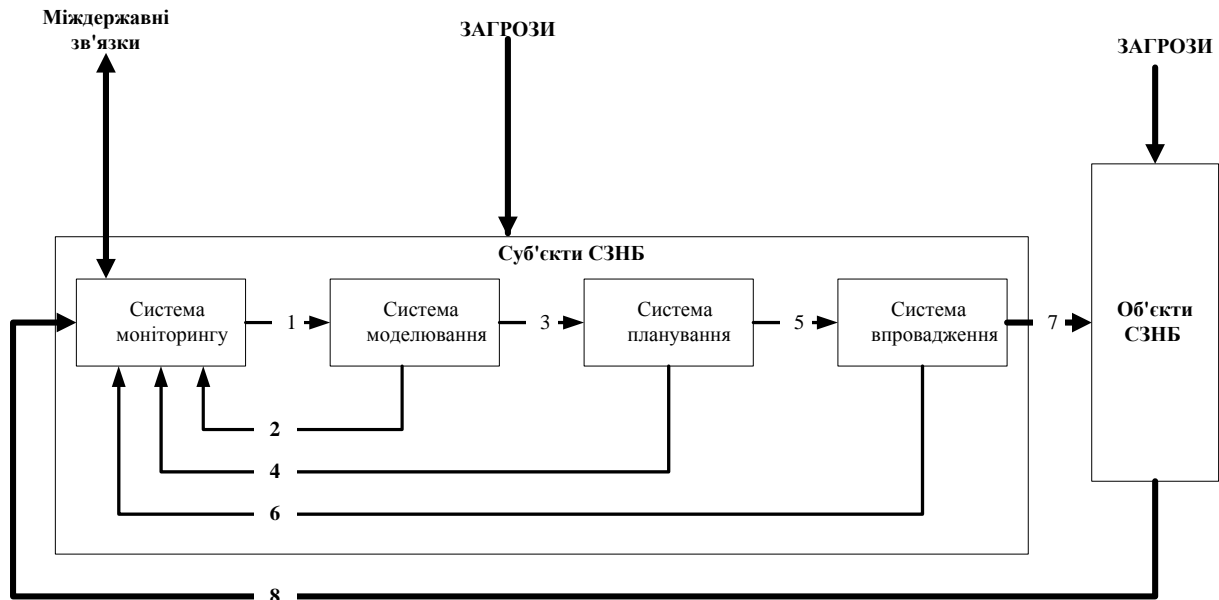 Міждержавні
зв'язки
ЗАГРОЗИ
ЗАГРОЗИ
Суб'єкти СЗНБ
Система
моніторингу
1
Система
моделювання
3
Система
планування
5
Система
впровадження
7
Об'єкти
СЗНБ
2
4
6
8